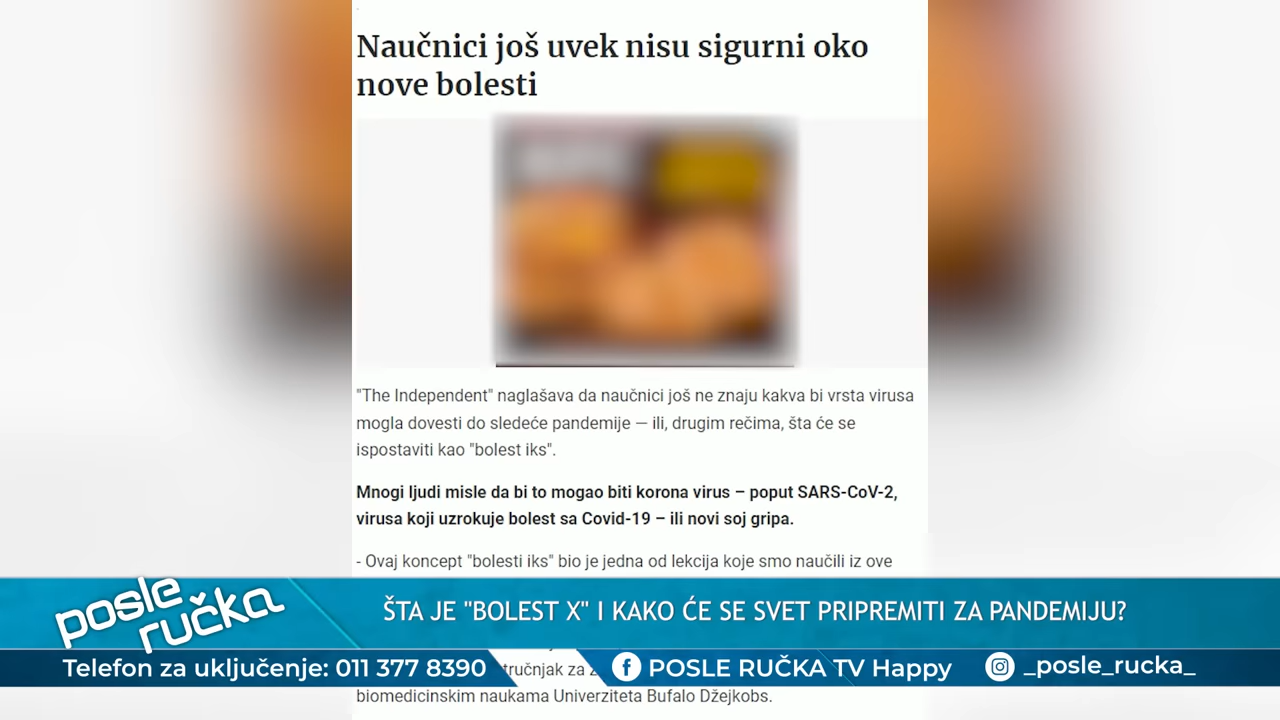 Naučnici još uvek nisu sigurni oko
nove bolesti
"The Independent" naglašava da naučnici još ne znaju kakva bi vrsta virusa
mogla dovesti do sledeće pandemije — ili, drugim rečima, šta će se
ispostaviti kao "bolest iks".
Mnogi ljudi misle da bi to mogao biti korona virus – poput SARS-CoV-2,
virusa koji uzrokuje bolest sa Covid-19 – ili novi soj gripa.
- Ovaj koncept "bolesti iks" bio je jedna od lekcija koje smo naučili iz ove
posle
ručka
ŠTA JE "BOLEST X" I KAKO ĆE SE SVET PRIPREMITI ZA PANDEMIJU?
Telefon za uključenje: 011 377 8390
za
POSLE RUČKA TV Happy
_posle_rucka_
biomedicinskim naukama Univerziteta Bufalo Džejkobs.